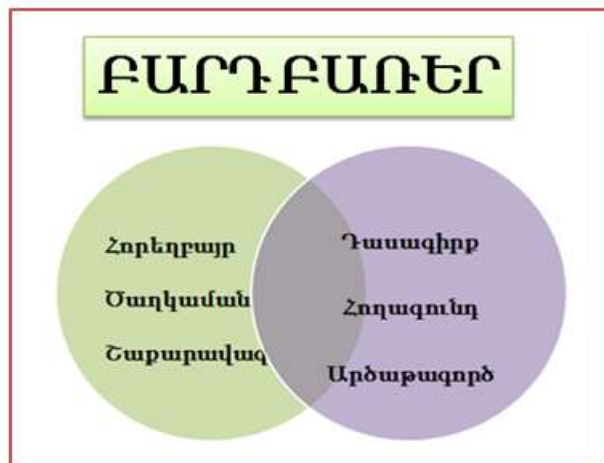 ԲԱՐԴ ԲԱՌԵՐ
Հորեղբայր
Ծաղկաման
Շաքարավազ
Դասագիրք
Հողագունդ
Արծաթագործ